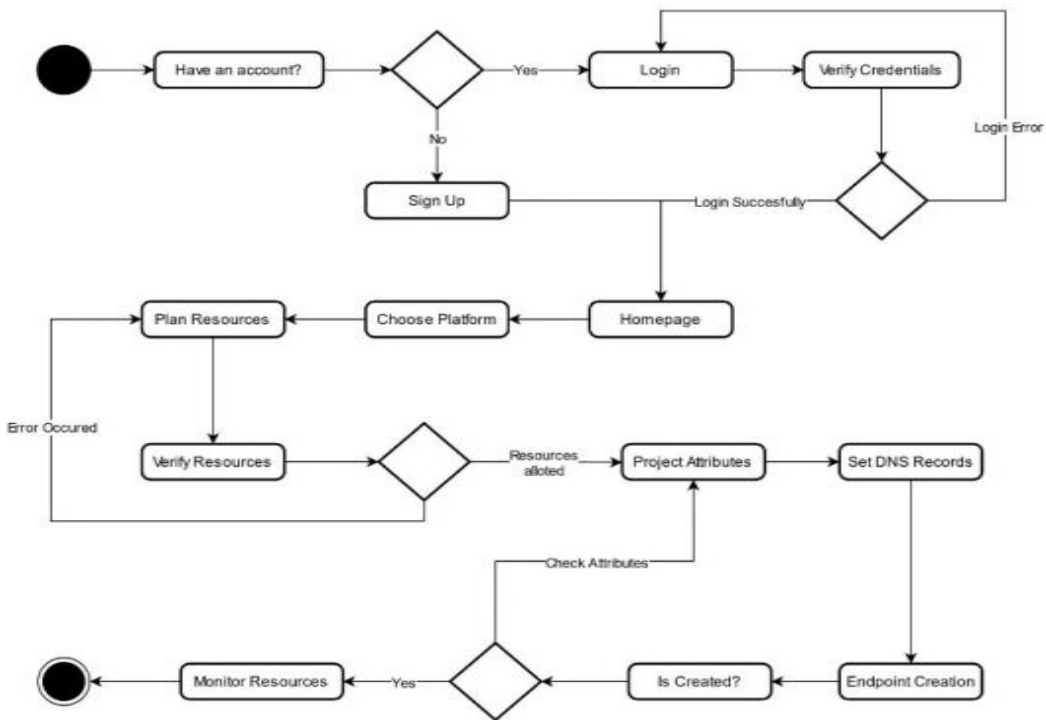 Have an account?
Yes
Login
Verify Credentials
Login Error
No
Sign Up
Login Succesfully
Plan Resources
Choose Platform
Homepage
Error Occured
Verify Resources
Resources
alloted
Project Attributes
Set DNS Records
Check Attributes
Monitor Resources
Yes
Is Created?
Endpoint Creation